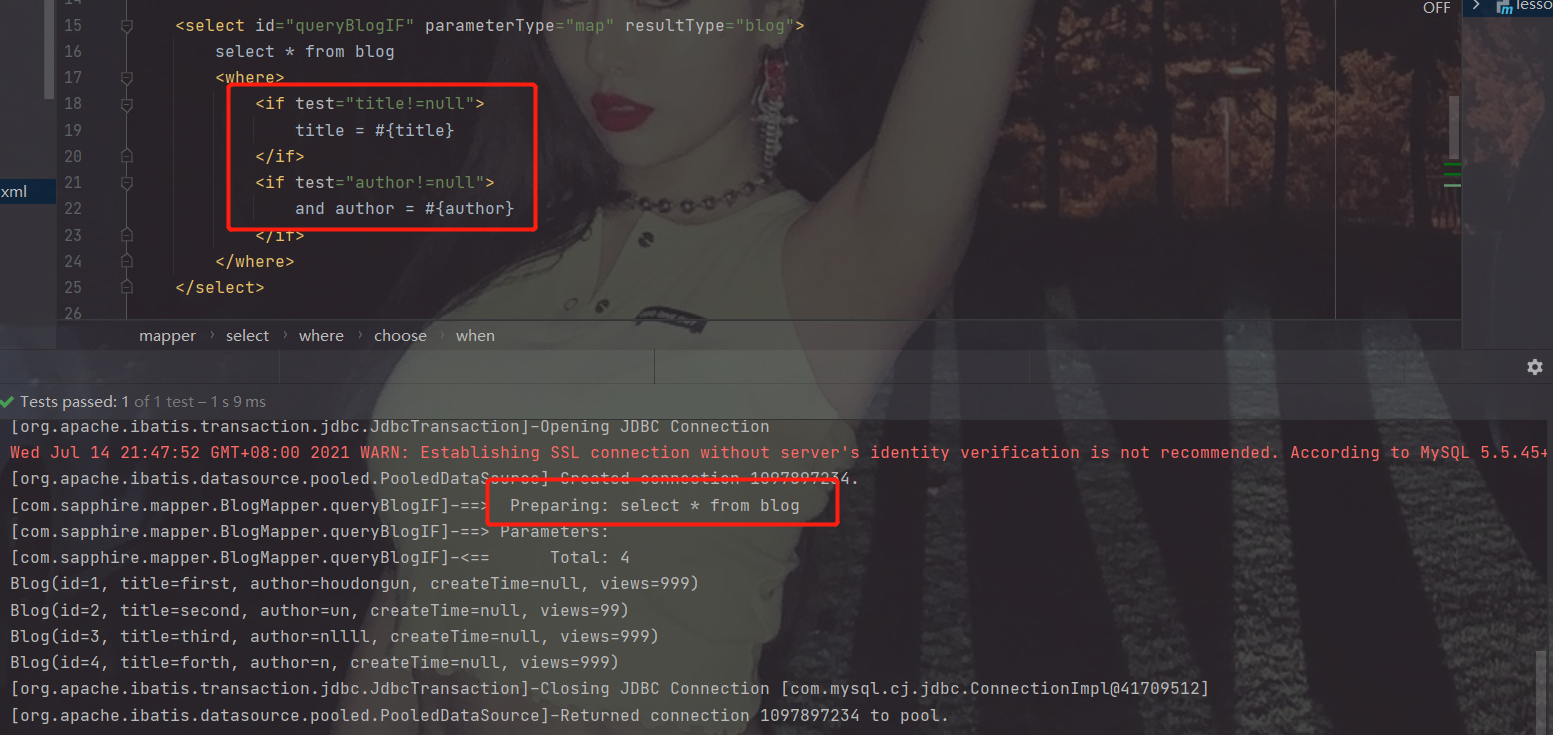 14
OFF
lesso
15 <select id="queryBlogIF" parameterType="map" resultType="blog">
16 select * from blog
17 <where>
18 <if test="title!=null">
19 title = #{title}
20 </if>
xml
21 <if test="author!=null">
22 and author = #{author}
23 </if>
24 </where>
25 </select>
26
mapper › select › where › choose › when
Tests passed: 1 of 1 test – 1 s 9 ms
[org.apache.ibatis.transaction.jdbc.JdbcTransaction]-Opening JDBC Connection
Wed Jul 14 21:47:52 GMT+08:00 2021 WARN: Establishing SSL connection without server's identity verification is not recommended. According to MySQL 5.5.45+
[org.apache.ibatis.datasource.pooled.PooledDataSource]-Created connection 1097897234.
[com.sapphire.mapper.BlogMapper.queryBlogIF]-==> Preparing: select * from blog
[com.sapphire.mapper.BlogMapper.queryBlogIF]-==> Parameters:
[com.sapphire.mapper.BlogMapper.queryBlogIF]-<== Total: 4
Blog(id=1, title=first, author=houdongun, createTime=null, views=999)
Blog(id=2, title=second, author=un, createTime=null, views=99)
Blog(id=3, title=third, author=nllll, createTime=null, views=999)
Blog(id=4, title=forth, author=n, createTime=null, views=999)
[org.apache.ibatis.transaction.jdbc.JdbcTransaction]-Closing JDBC Connection [com.mysql.cj.jdbc.ConnectionImpl@41709512]
[org.apache.ibatis.datasource.pooled.PooledDataSource]-Returned connection 1097897234 to pool.